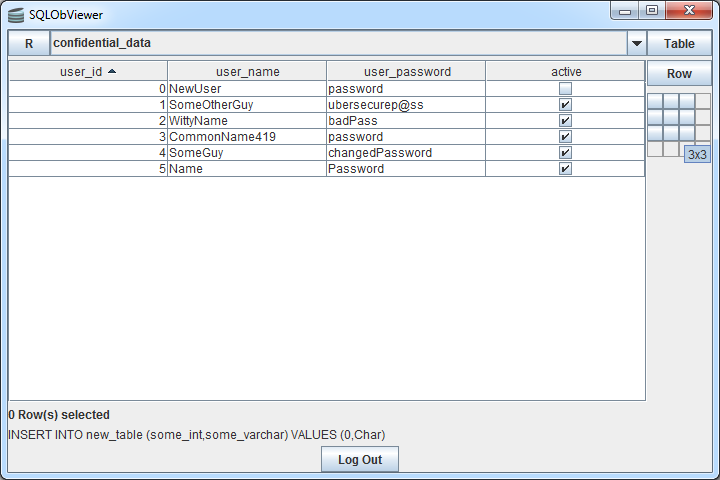 SQLObViewer
R confidential_data Table
user_id user_name user_password active Row
0 NewUser password
1 SomeOtherGuy ubersecurep@ss
2 WittyName badPass
3 CommonName419 password
4 SomeGuy changedPassword
3x3
5 Name Password
0 Row(s) selected
INSERT INTO new_table (some_int,some_varchar) VALUES (0,Char)
Log Out